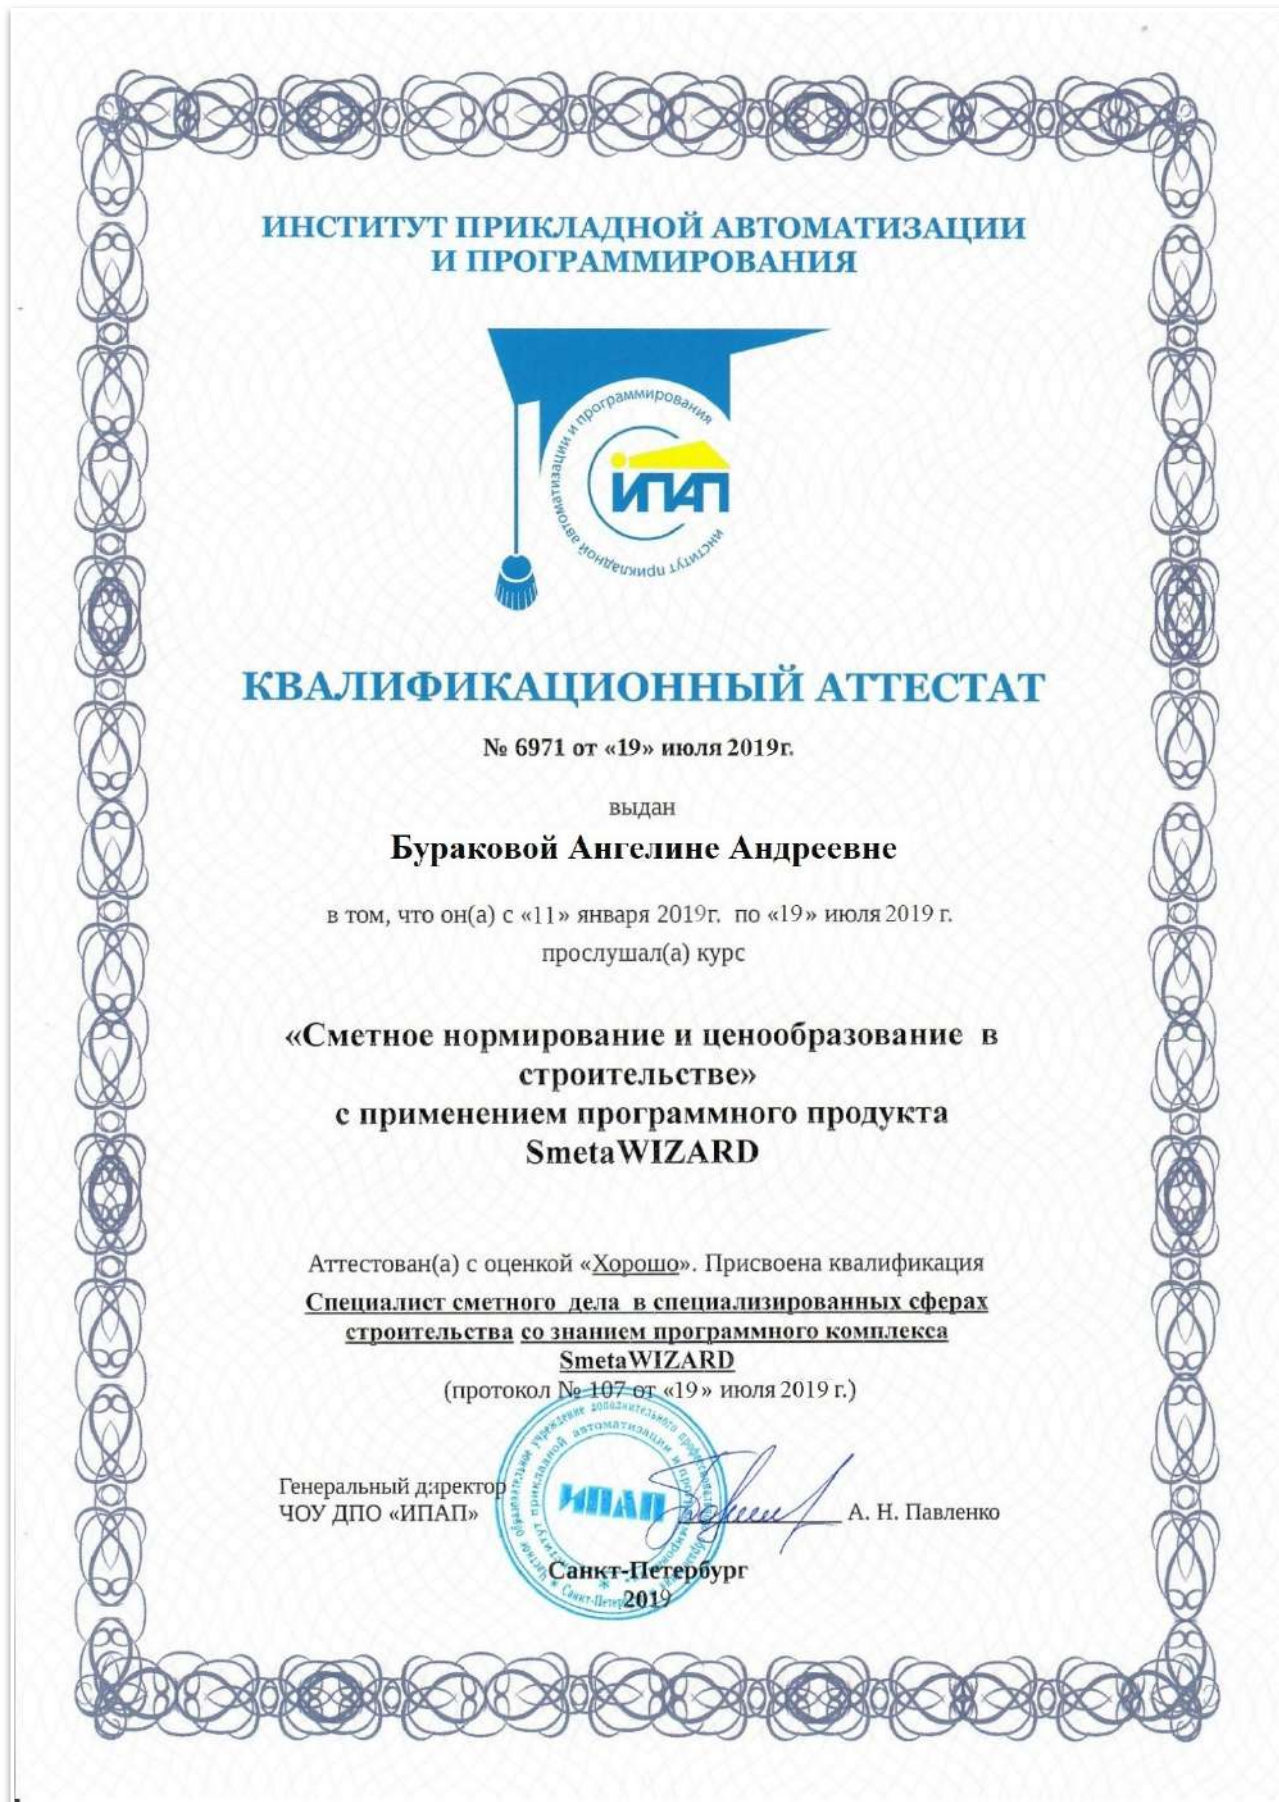 ИНСТИТУТ ПРИКЛАДНОЙ АВТОМАТИЗАЦИИ
И ПРОГРАММИРОВАНИЯ
институт прикладной автоматизации и программирования
ИПАП
КВАЛИФИКАЦИОННЫЙ АТТЕСТАТ
№ 6971 от «19» июля 2019г.
выдан
Бураковой Ангелине Андреевне
в том, что он(а) с «11» января 2019г. по «19» июля 2019 г.
прослушал(а) курс
«Сметное нормирование и ценообразование в
строительстве»
с применением программного продукта
SmetaWIZARD
Аттестован(а) с оценкой «Хорошо». Присвоена квалификация
Специалист сметного дела в специализированных сферах
строительства со знанием программного комплекса
SmetaWIZARD
(протокол № 107 от «19» июля 2019 г.)
Генеральный директор
ЧОУ ДПО «ИПАП»
ИПАП
А. Н. Павленко
Санкт-Петербург
2019